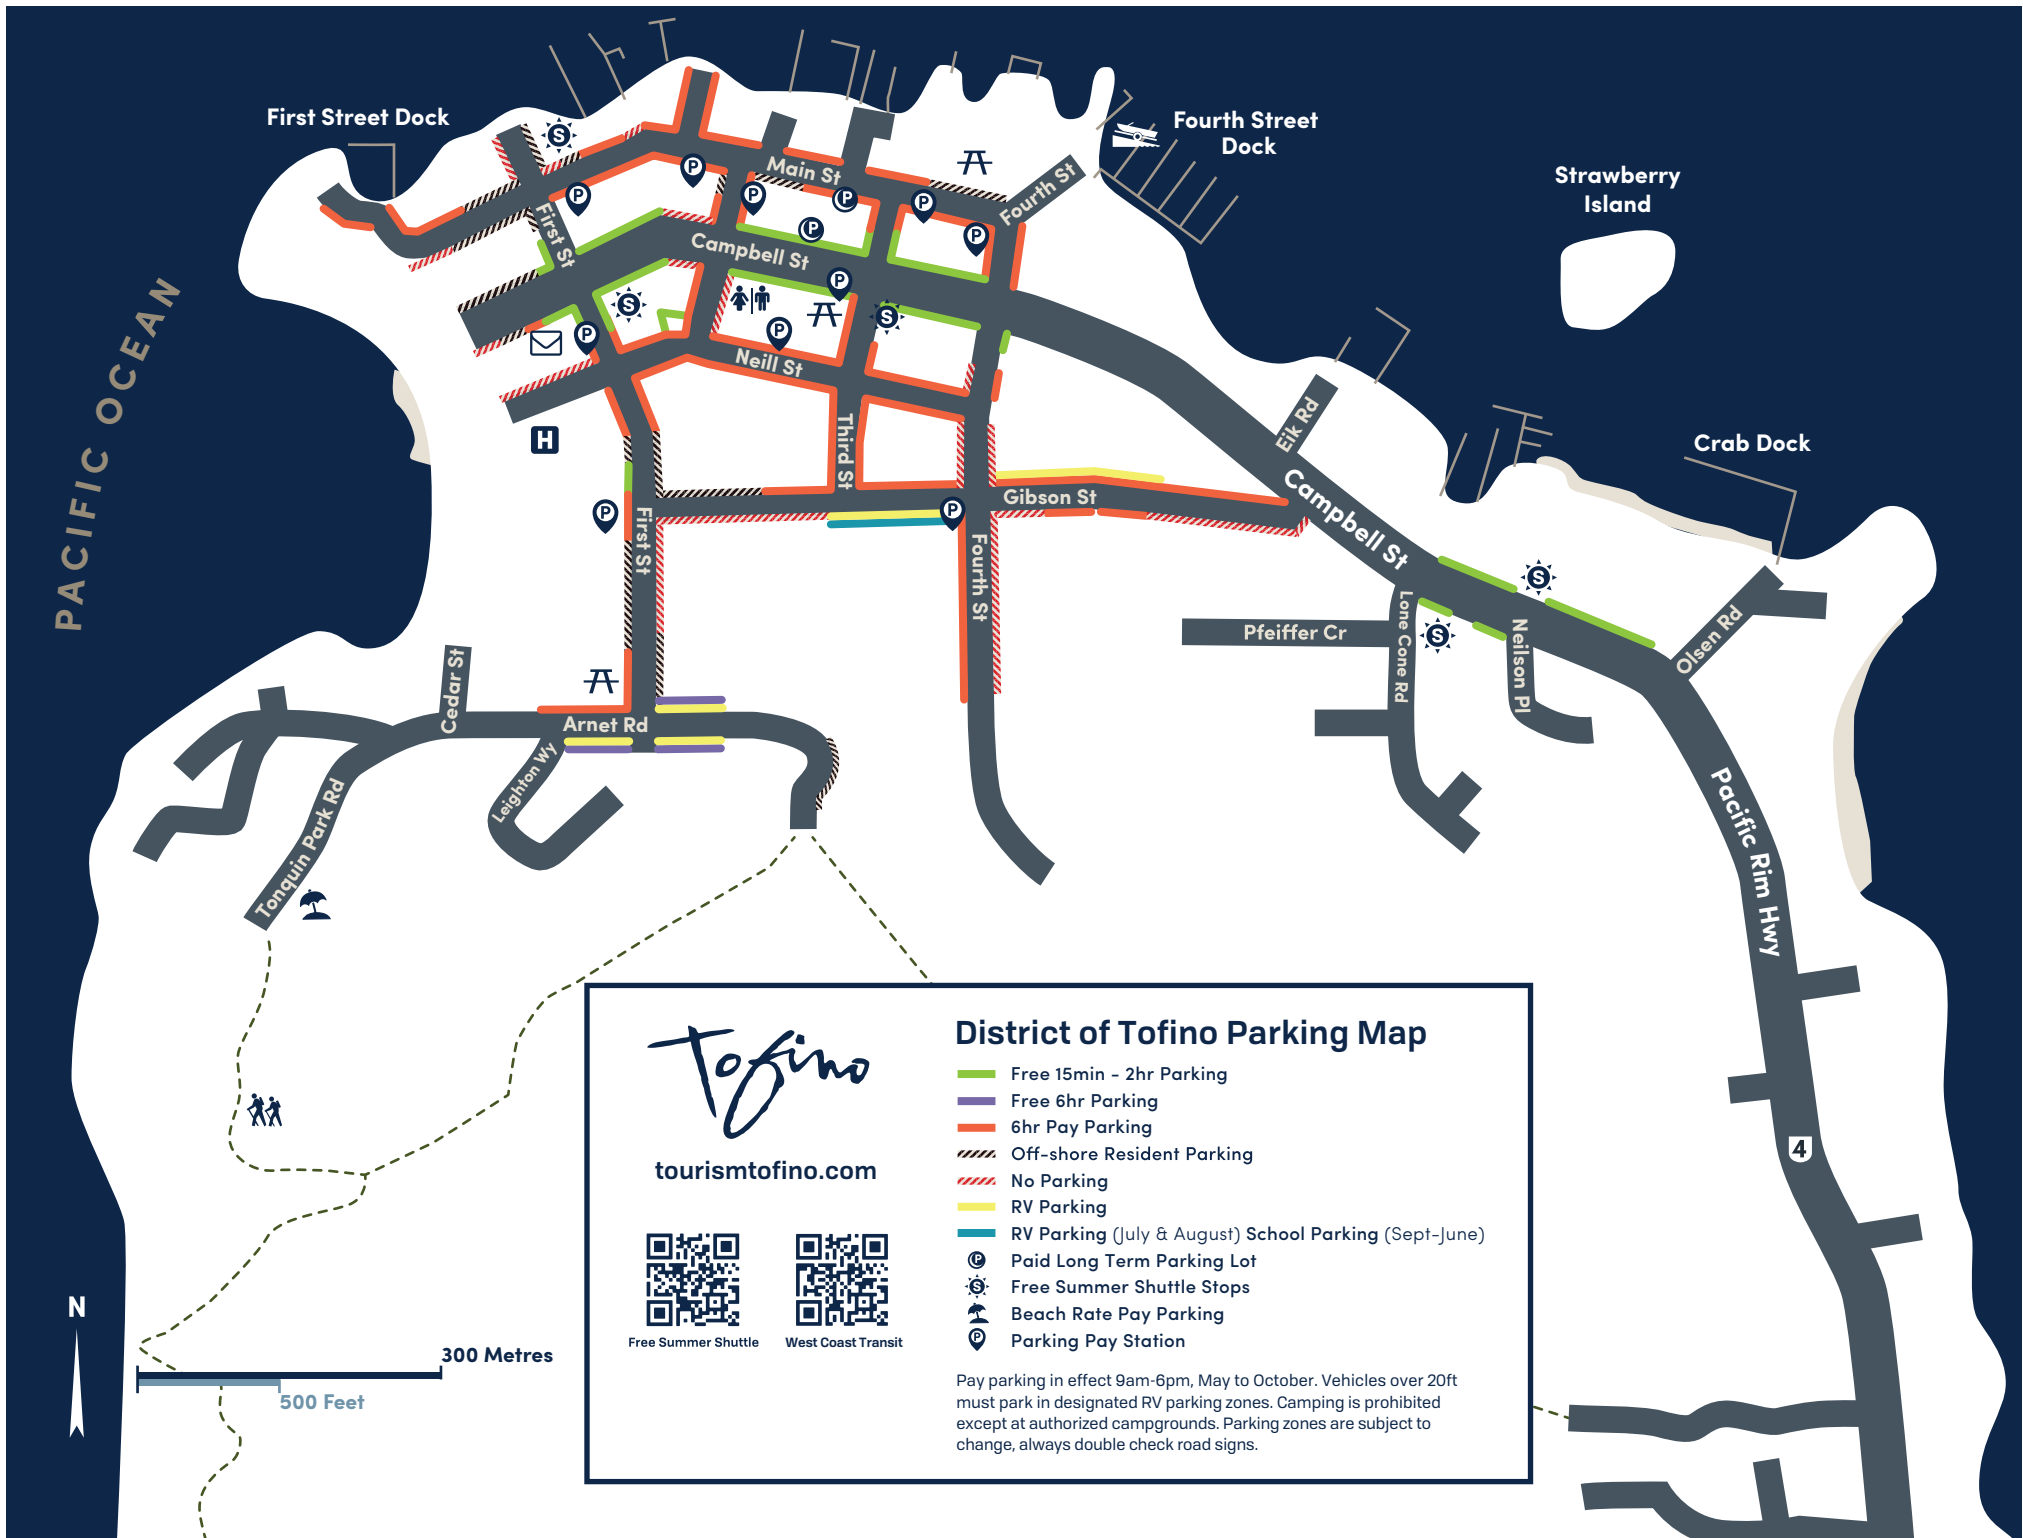 First Street Dock
Fourth Street
Dock
Strawberry
Island
PACIFIC OCEAN
Crab Dock
S
P
P
P
P
P
P
P
P
Main St
Fourth St
First St
Campbell St
S
P
P
P
S
Neill St
H
Third St
Eik Rd
P
First St
P
Gibson St
Fourth St
Campbell St
S
S
Pfeiffer Cr
Lone Cone Rd
Neilson Pl
Olsen Rd
Cedar St
Arnet Rd
Leighton Wy
Tonquin Park Rd
Pacific Rim Hwy
4
N
300 Metres
500 Feet
Tofino
tourismtofino.com
Free Summer Shuttle
West Coast Transit
District of Tofino Parking Map
Free 15min - 2hr Parking
Free 6hr Parking
6hr Pay Parking
Off-shore Resident Parking
No Parking
RV Parking
RV Parking (July & August) School Parking (Sept-June)
P Paid Long Term Parking Lot
S Free Summer Shuttle Stops
Beach Rate Pay Parking
P Parking Pay Station
Pay parking in effect 9am-6pm, May to October. Vehicles over 20ft
must park in designated RV parking zones. Camping is prohibited
except at authorized campgrounds. Parking zones are subject to
change, always double check road signs.